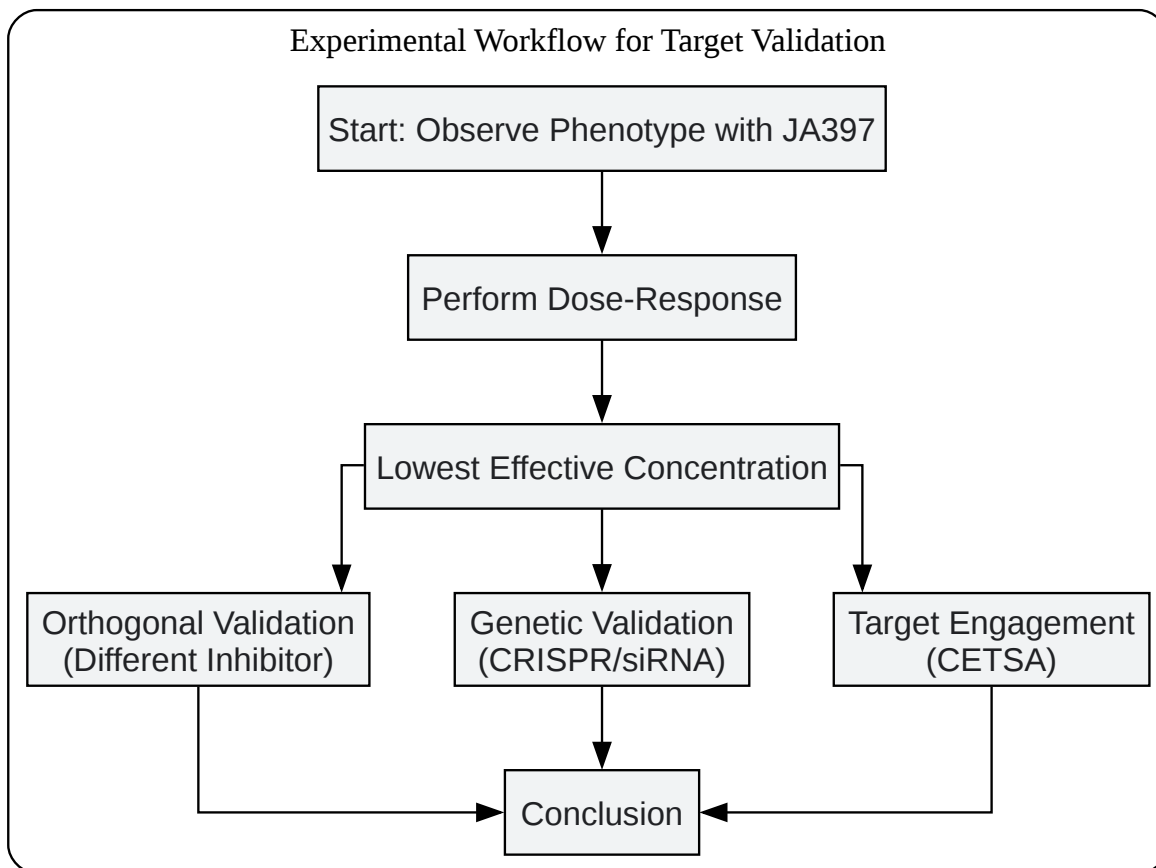 Experimental Workflow for Target Validation
Start: Observe Phenotype with JA397
Perform Dose-Response
Lowest Effective Concentration
Orthogonal Validation
(Different Inhibitor)
Genetic Validation
(CRISPR/siRNA)
Target Engagement
(CETSA)
Conclusion